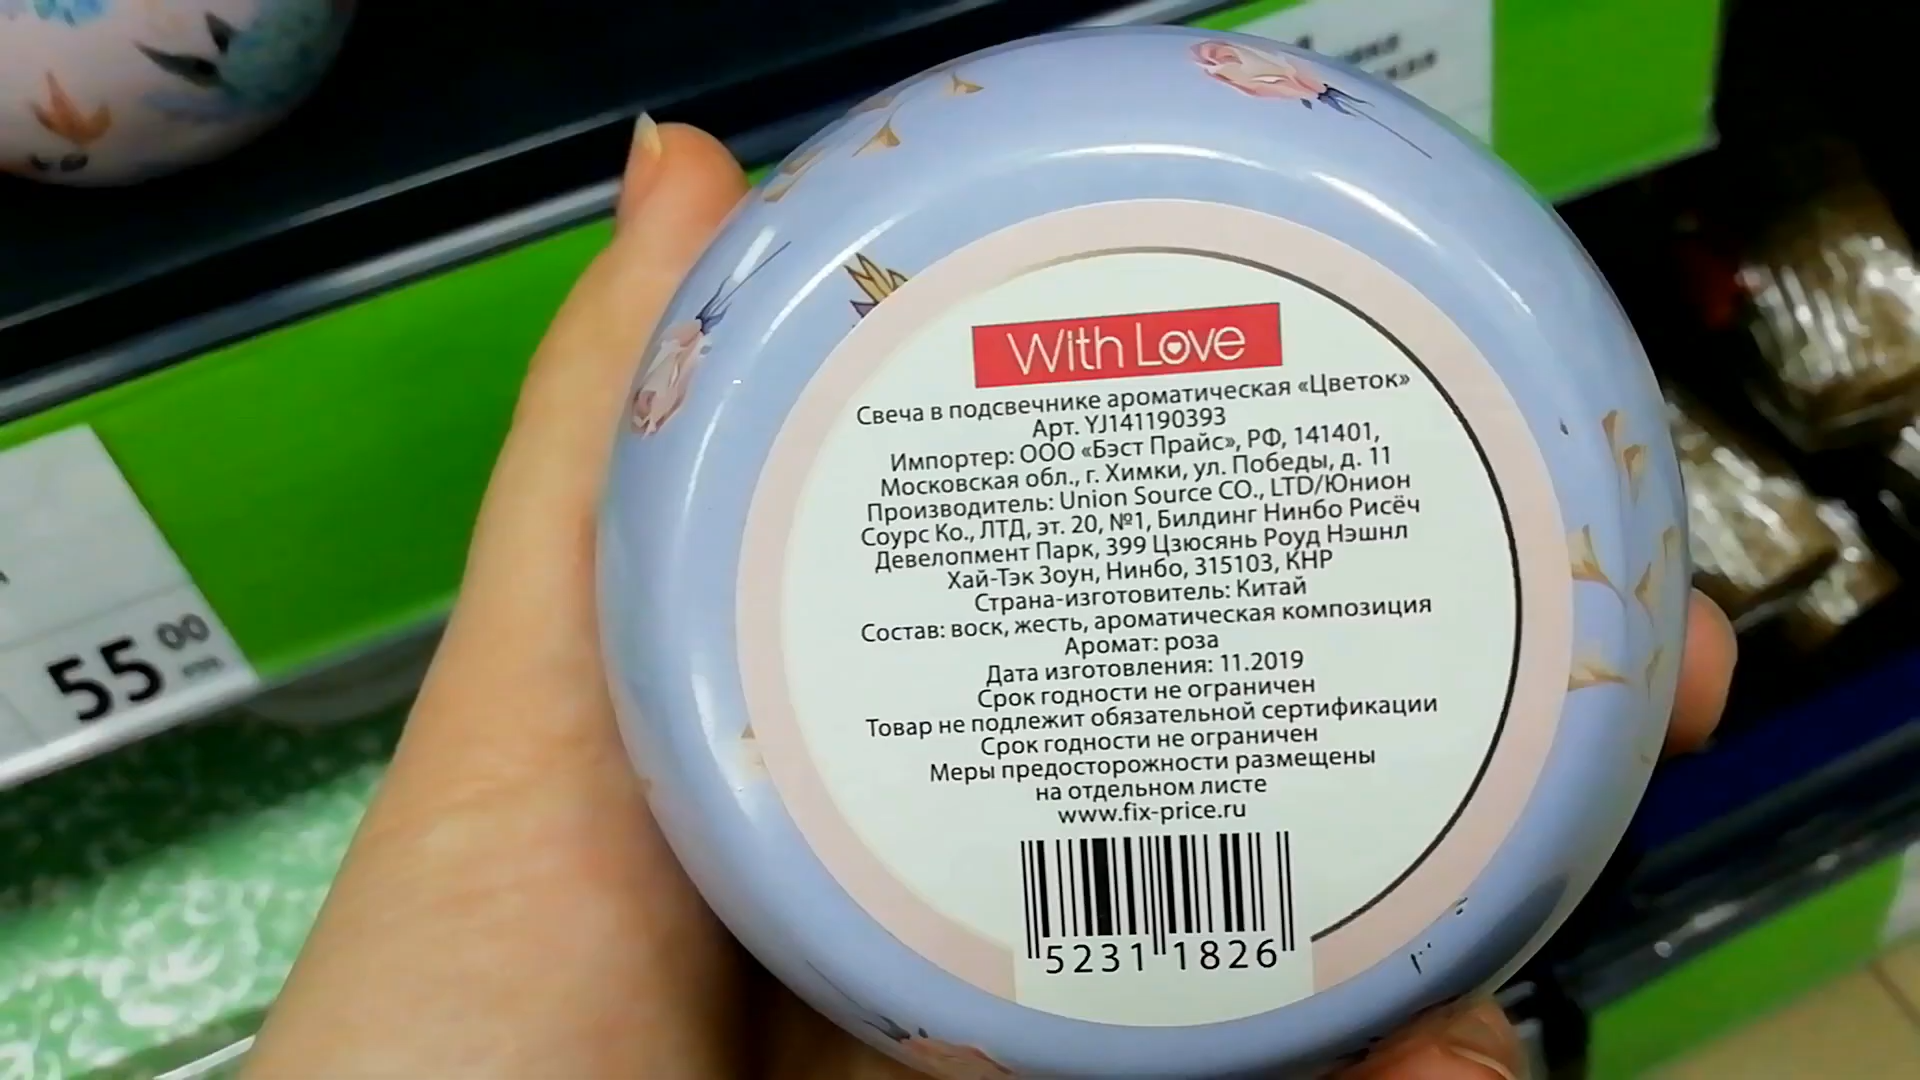 With Love
Свеча в подсвечнике ароматическая «Цветок»
Арт. YJ141190393
Импортер: ООО «Бэст Прайс», РФ, 141401,
Московская обл., г. Химки, ул. Победы, д. 11
Производитель: Union Source CO., LTD/Юнион
Соурс Ко., ЛТД, эт. 20, №1, Билдинг Нинбо Рисёч
Девелопмент Парк, 399 Цзюсянь Роуд Нэшнл
Хай-Тэк Зоун, Нинбо, 315103, КНР
Страна-изготовитель: Китай
Состав: воск, жесть, ароматическая композиция
Аромат: роза
Дата изготовления: 11.2019
Срок годности не ограничен
Товар не подлежит обязательной сертификации
Срок годности не ограничен
Меры предосторожности размещены
на отдельном листе
www.fix-price.ru
5231 1826
55 00